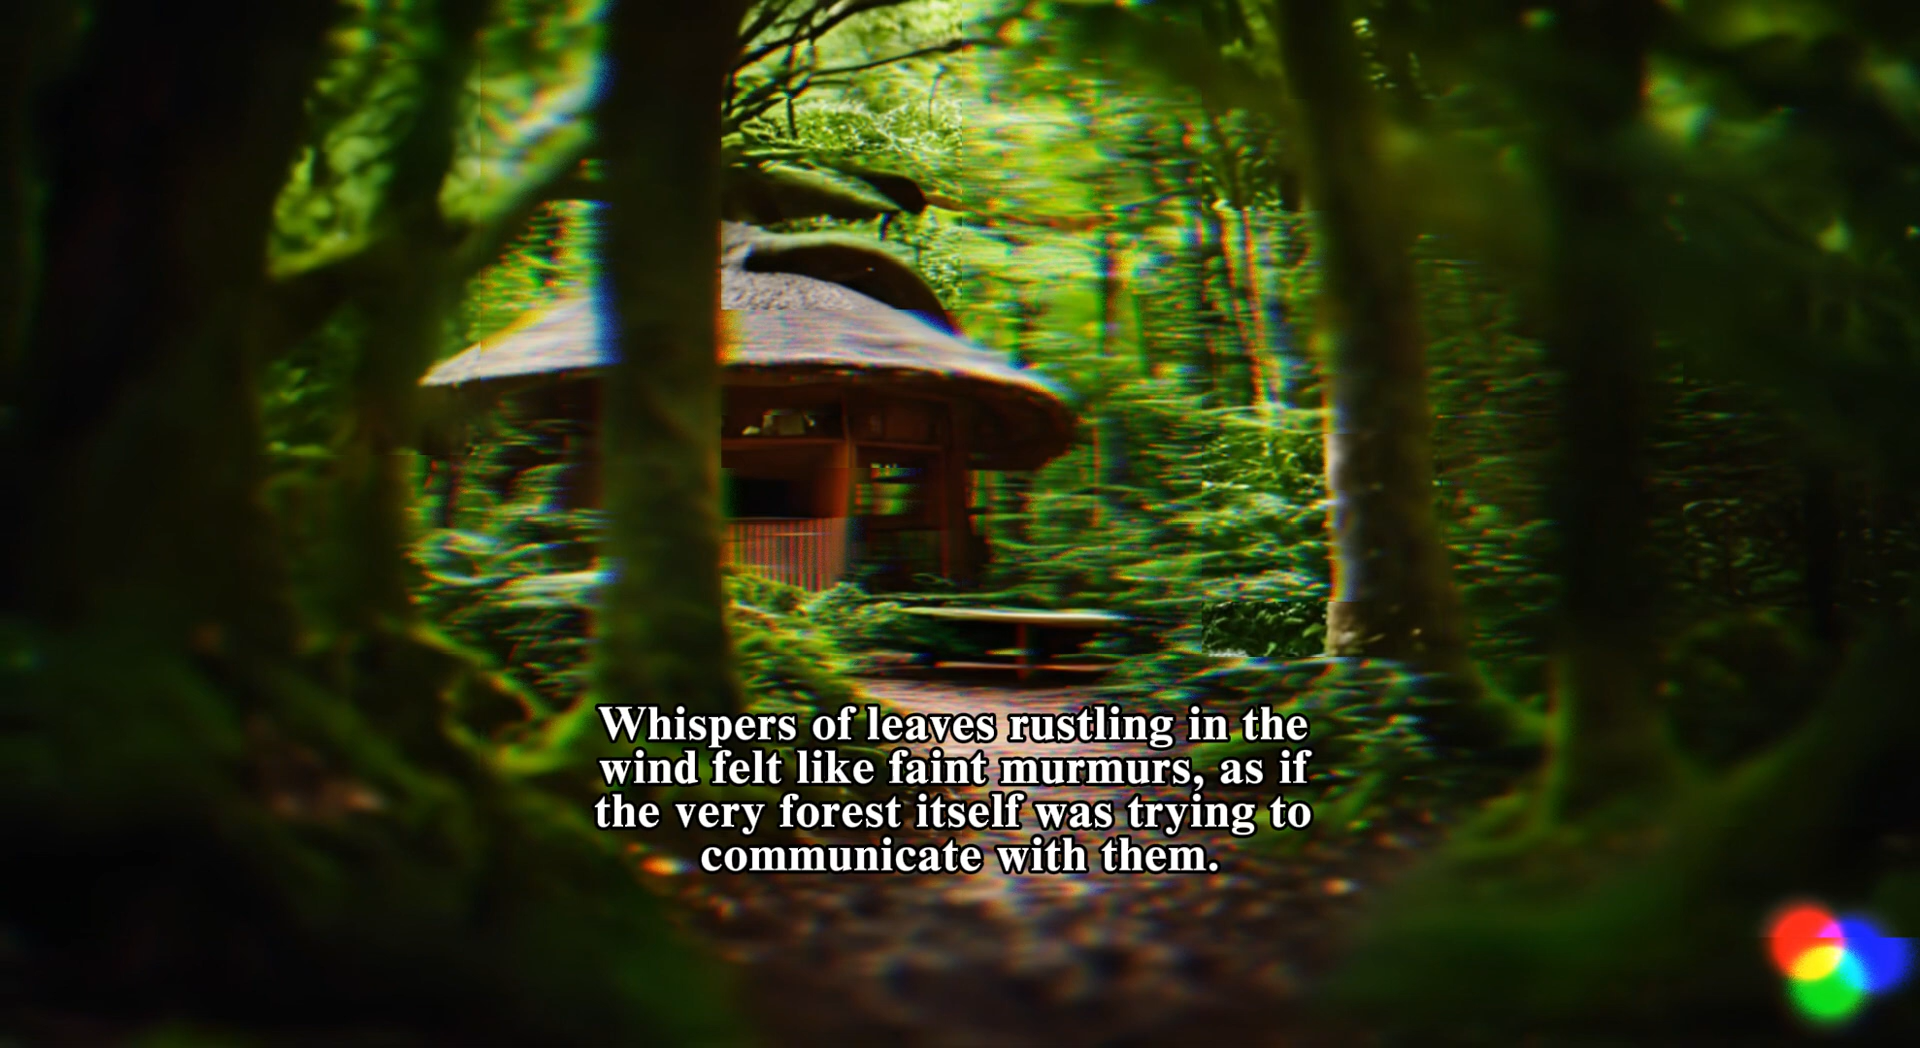 Whispers of leaves rustling in the
wind felt like faint murmurs, as if
the very forest itself was trying to
communicate with them.